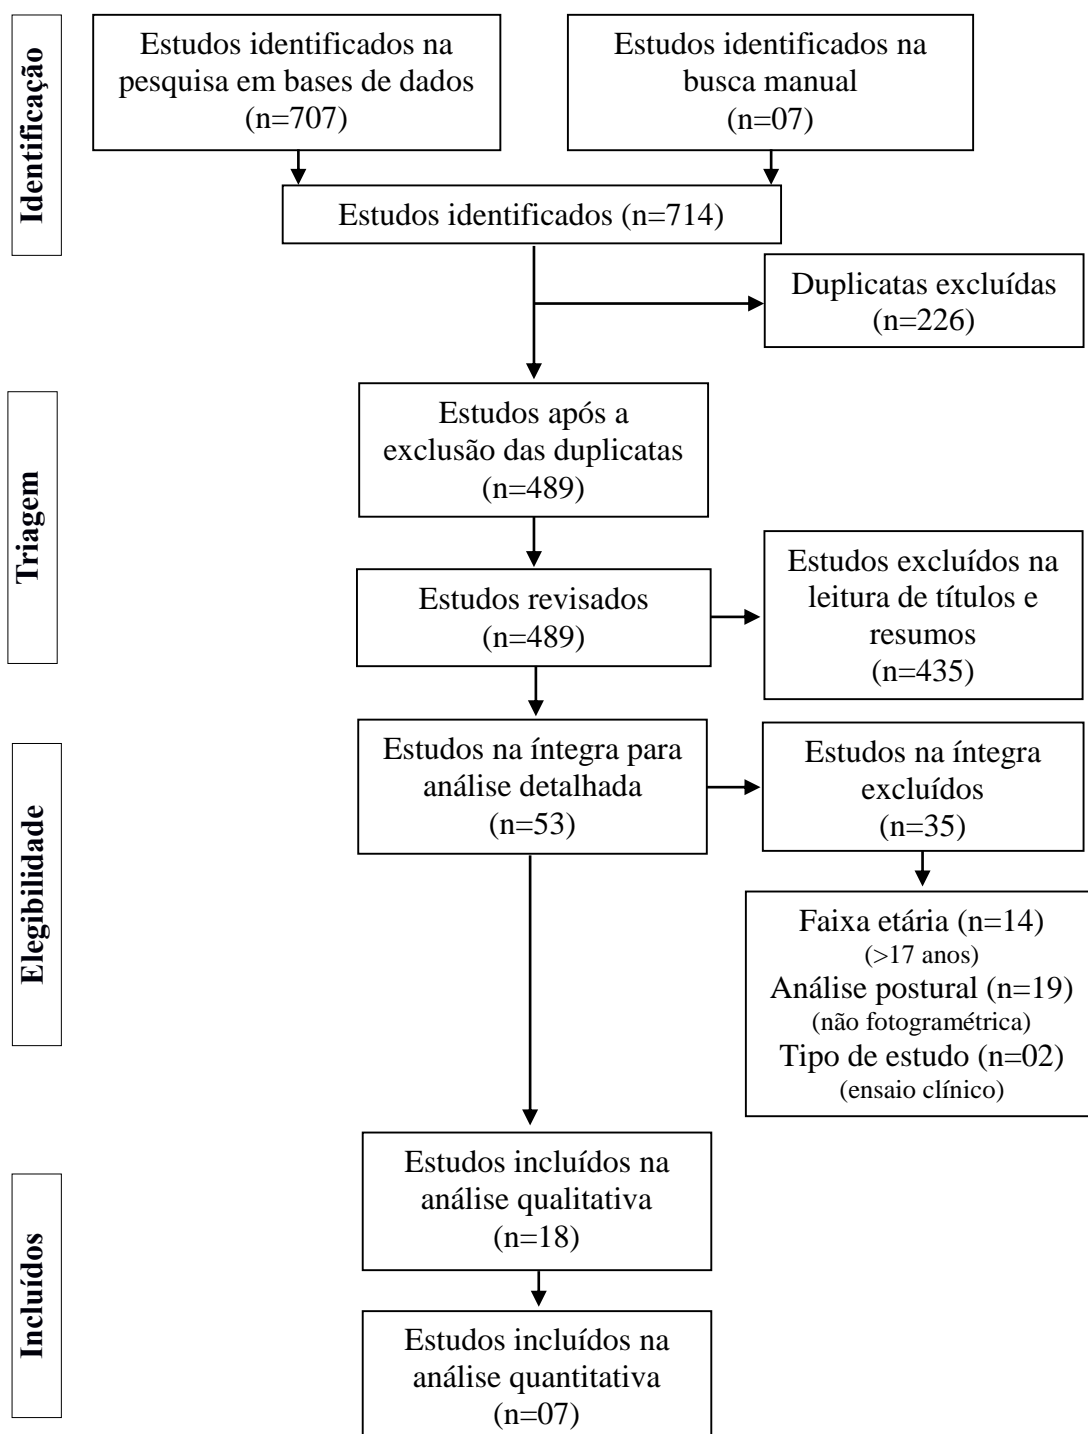 Identificação
Estudos identificados na
pesquisa em bases de dados
(n=707)
Estudos identificados na
busca manual
(n=07)
Estudos identificados (n=714)
Duplicatas excluídas
(n=226)
Triagem
Estudos após a
exclusão das duplicatas
(n=489)
Estudos revisados
(n=489)
Estudos excluídos na
leitura de títulos e
resumos
(n=435)
Elegibilidade
Estudos na íntegra para
análise detalhada
(n=53)
Estudos na íntegra
excluídos
(n=35)
Faixa etária (n=14)
(>17 anos)
Análise postural (n=19)
(não fotogramétrica)
Tipo de estudo (n=02)
(ensaio clínico)
Incluídos
Estudos incluídos na
análise qualitativa
(n=18)
Estudos incluídos na
análise quantitativa
(n=07)